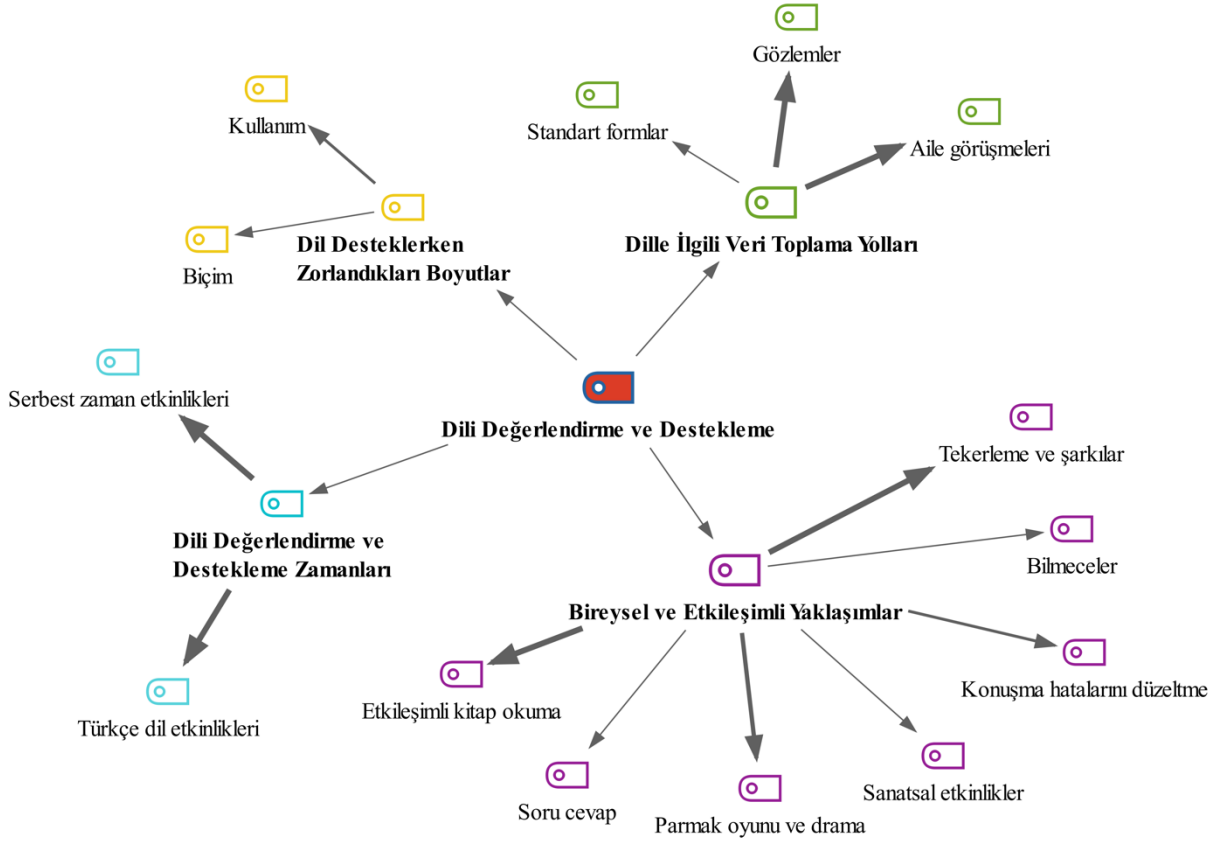 Gözlemler
Standart formlar
Aile görüşmeleri
Dille İlgili Veri Toplama Yolları
Kullanım
Biçim
Dil Desteklerken
Zorlandıkları Boyutlar
Dili Değerlendirme ve Destekleme
Serbest zaman etkinlikleri
Dili Değerlendirme ve
Destekleme Zamanları
Türkçe dil etkinlikleri
Tekerleme ve şarkılar
Bilmeceler
Bireysel ve Etkileşimli Yaklaşımlar
Konuşma hatalarını düzeltme
Etkileşimli kitap okuma
Soru cevap
Parmak oyunu ve drama
Sanatsal etkinlikler